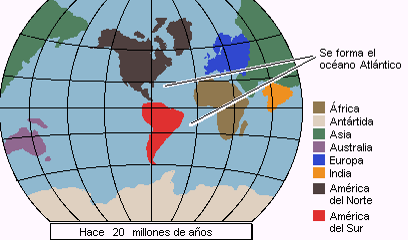 Se forma el
océano Atlántico
África
Antártida
Asia
Australia
Europa
India
América
del Norte
América
del Sur
Hace 20 millones de años